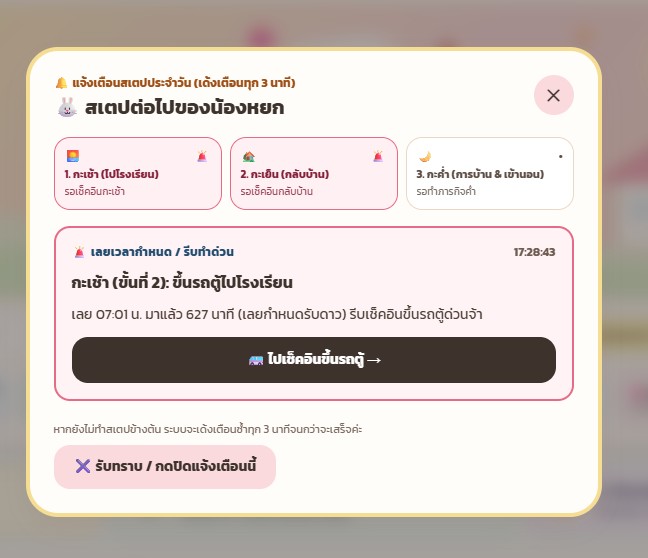 🔔 แจ้งเตือนสเตปประจำวัน (เด้งเตือนทุก 3 นาที)
🐰 สเตปต่อไปของน้องหยก
1. กะเช้า (ไปโรงเรียน)
รอเช็คอินกะเช้า
2. กะเย็น (กลับบ้าน)
รอเช็คอินกลับบ้าน
3. กะค่ำ (การบ้าน & เข้านอน)
รอทำภารกิจค่ำ
🚨 เลยเวลากำหนด / รีบทำด่วน
17:28:43
กะเช้า (ขั้นที่ 2): ขึ้นรถตู้ไปโรงเรียน
เลย 07:01 น. มาแล้ว 627 นาที (เลยกำหนดรับดาว) รีบเช็คอินขึ้นรถตู้ด่วนจ้า
🚐 ไปเช็คอินขึ้นรถตู้ →
หากยังไม่ทำสเตปข้างต้น ระบบจะเด้งเตือนซ้ำทุก 3 นาทีจนกว่าจะเสร็จค่ะ
❌ รับทราบ / กดปิดแจ้งเตือนนี้